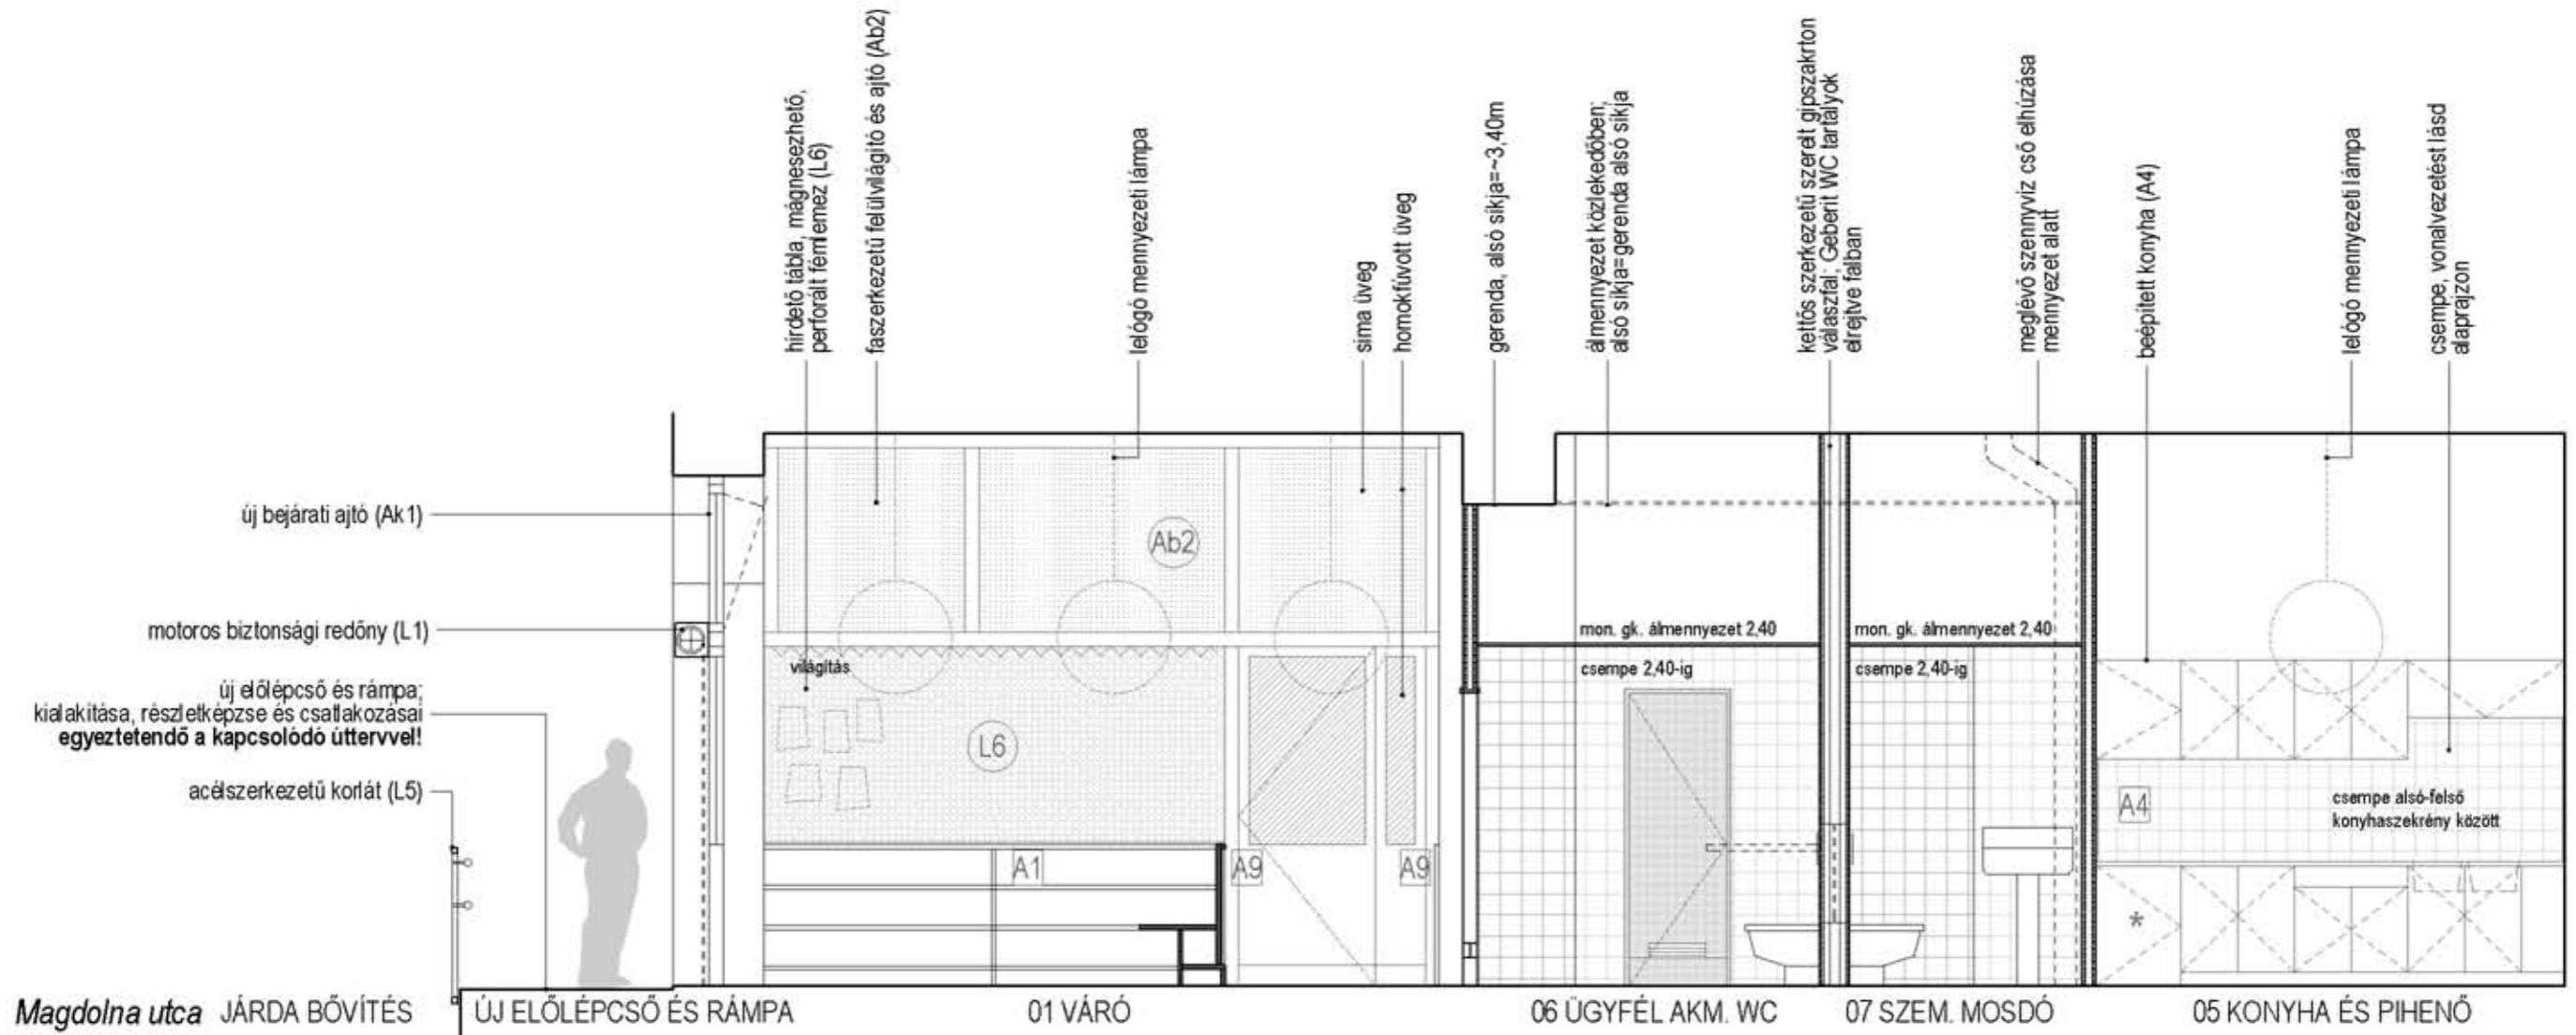 hirdető tábla, mágnesezhető,
perforált fémlemez (L6)
faszerkezetű felülvilágító és ajtó (Ab2)
lelógó mennyezeti lámpa
sima üveg
homokfúvott üveg
gerenda, alsó síkja=~3,40m
álmennyezet közlekedőben;
alsó síkja=gerenda alsó síkja
kettős szerkezetű szerelt gipszakrton
válaszfal; Geberit WC tartályok
elrejtve falban
meglévő szennyvíz cső elhúzása
mennyezet alatt
beépített konyha (A4)
lelógó mennyezeti lámpa
csempe, vonalvezetést lásd
alaprajzon
új bejárati ajtó (Ak1)
motoros biztonsági redőny (L1)
új előlépcső és rámpa;
kialakítása, részletképzse és csatlakozásai
egyeztetendő a kapcsolódó úttervvel!
acélszerkezetű korlát (L5)
Ab2
világítás
L6
A1
A9
A9
mon. gk. álmennyezet 2,40
csempe 2,40-ig
mon. gk. álmennyezet 2,40
csempe 2,40-ig
A4
csempe alsó-felső
konyhaszekrény között
*
Magdolna utca JÁRDA BŐVÍTÉS
ÚJ ELŐLÉPCSŐ ÉS RÁMPA
01 VÁRÓ
06 ÜGYFÉL AKM. WC
07 SZEM. MOSDÓ
05 KONYHA ÉS PIHENŐ